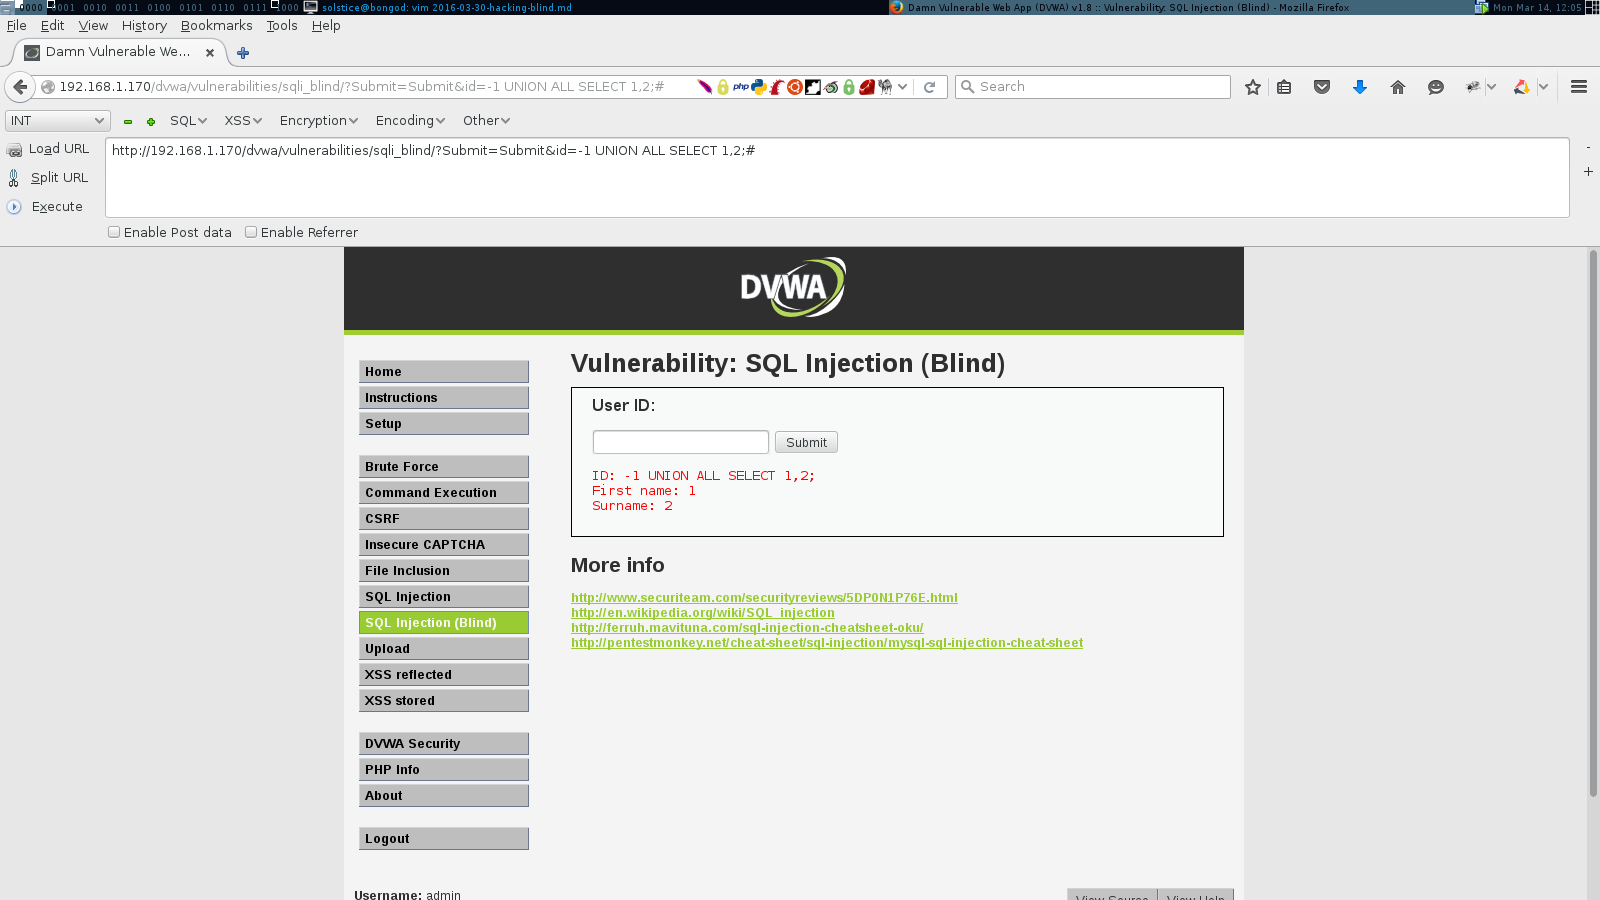 0000 0001 0010 0011 0100 0101 0110 0111 1000 solstice@bongod: vim 2016-03-30-hacking-blind.md Damn Vulnerable Web App (DVWA) v1.8 :: Vulnerability: SQL Injection (Blind) - Mozilla Firefox Mon Mar 14, 12:05
File Edit View History Bookmarks Tools Help
Damn Vulnerable We...
192.168.1.170/dvwa/vulnerabilities/sqli_blind/?Submit=Submit&id=-1 UNION ALL SELECT 1,2;# php Search
INT SQL XSS Encryption Encoding Other
Load URL http://192.168.1.170/dvwa/vulnerabilities/sqli_blind/?Submit=Submit&id=-1 UNION ALL SELECT 1,2;# -
Split URL +
Execute
Enable Post data Enable Referrer
DVWA
Home
Instructions
Setup
Brute Force
Command Execution
CSRF
Insecure CAPTCHA
File Inclusion
SQL Injection
SQL Injection (Blind)
Upload
XSS reflected
XSS stored
DVWA Security
PHP Info
About
Logout
Vulnerability: SQL Injection (Blind)
User ID:
Submit
ID: -1 UNION ALL SELECT 1,2;
First name: 1
Surname: 2
More info
http://www.securiteam.com/securityreviews/5DP0N1P76E.html
http://en.wikipedia.org/wiki/SQL_injection
http://ferruh.mavituna.com/sql-injection-cheatsheet-oku/
http://pentestmonkey.net/cheat-sheet/sql-injection/mysql-sql-injection-cheat-sheet
Username: admin
View Source View Help